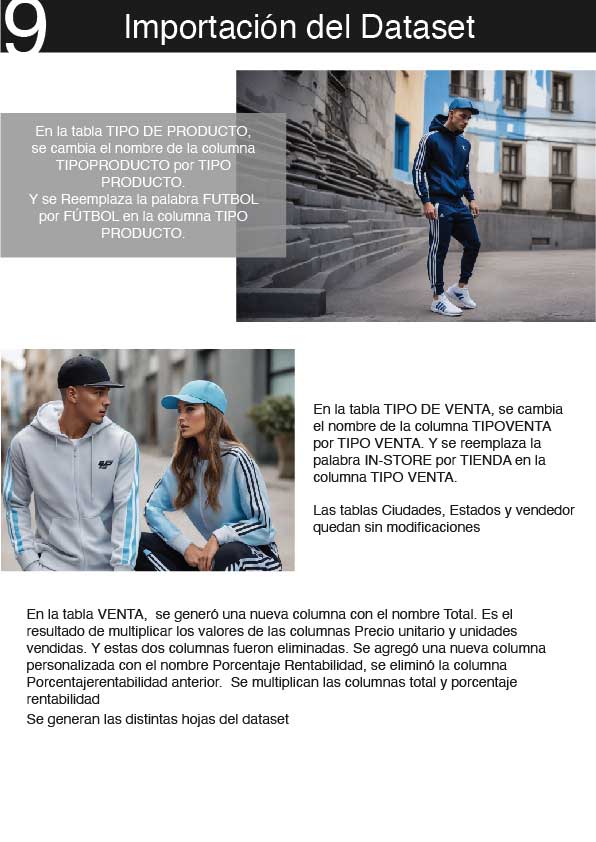 9
Importación del Dataset
En la tabla TIPO DE PRODUCTO,
se cambia el nombre de la columna
TIPOPRODUCTO por TIPO
PRODUCTO.
Y se Reemplaza la palabra FUTBOL
por FÚTBOL en la columna TIPO
PRODUCTO.
En la tabla TIPO DE VENTA, se cambia
el nombre de la columna TIPOVENTA
por TIPO VENTA. Y se reemplaza la
palabra IN-STORE por TIENDA en la
columna TIPO VENTA.
Las tablas Ciudades, Estados y vendedor
quedan sin modificaciones
En la tabla VENTA,  se generó una nueva columna con el nombre Total. Es el
resultado de multiplicar los valores de las columnas Precio unitario y unidades
vendidas. Y estas dos columnas fueron eliminadas. Se agregó una nueva columna
personalizada con el nombre Porcentaje Rentabilidad, se eliminó la columna
Porcentajerentabilidad anterior.  Se multiplican las columnas total y porcentaje
rentabilidad
Se generan las distintas hojas del dataset